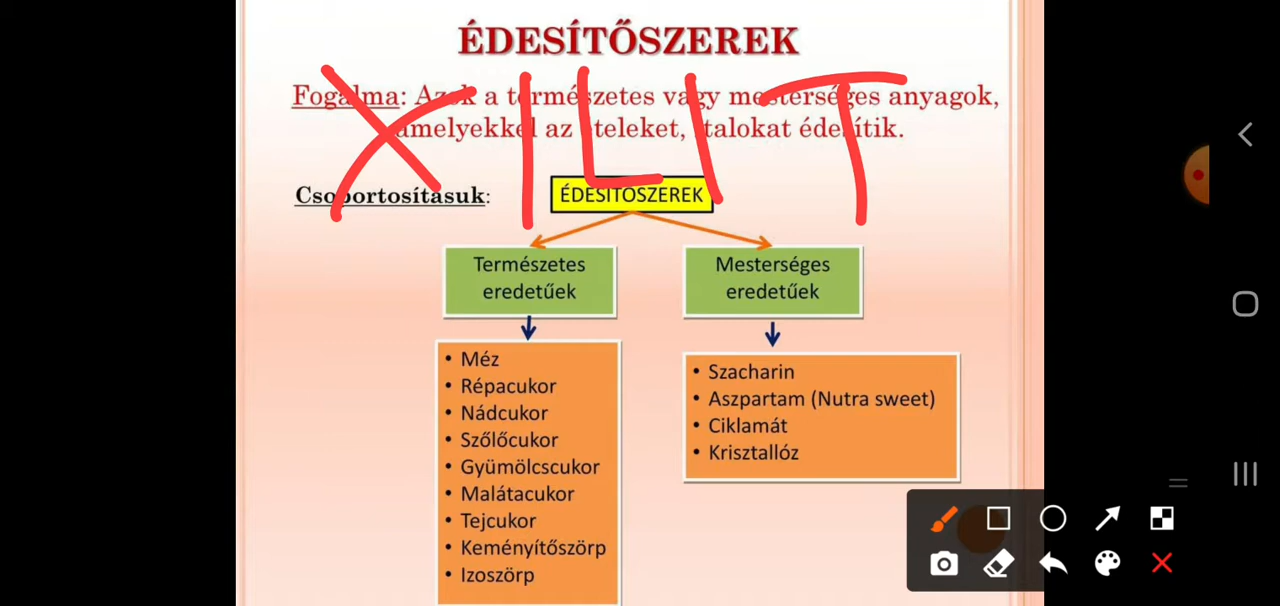 ÉDESÍTŐSZEREK
Fogalma: Azok a természetes vagy mesterséges anyagok,
amelyekkel az ételeket, italokat édesítik.
XILIT
Csoportosításuk:
ÉDESÍTŐSZEREK
Természetes
eredetűek
Mesterséges
eredetűek
• Méz
• Répacukor
• Nádcukor
• Szőlőcukor
• Gyümölcscukor
• Malátacukor
• Tejcukor
• Keményítőszörp
• Izoszörp
• Szacharin
• Aszpartam (Nutra sweet)
• Ciklamát
• Krisztallóz